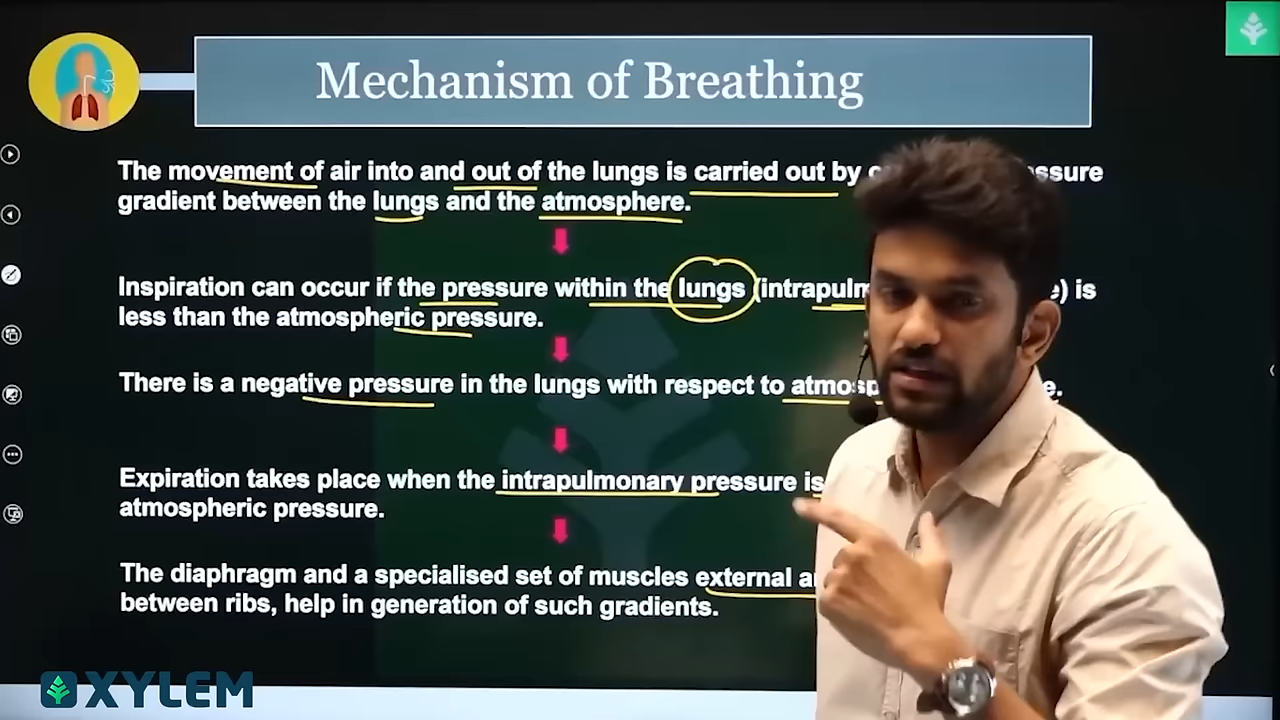 Mechanism of Breathing
The movement of air into and out of the lungs is carried out by
gradient between the lungs and the atmosphere.
Inspiration can occur if the pressure within the lungs is
less than the atmospheric pressure.
There is a negative pressure in the lungs with respect to
Expiration takes place when the intrapulmonary pressure is
atmospheric pressure.
The diaphragm and a specialised set of muscles external
between ribs, help in generation of such gradients.
XYLEM